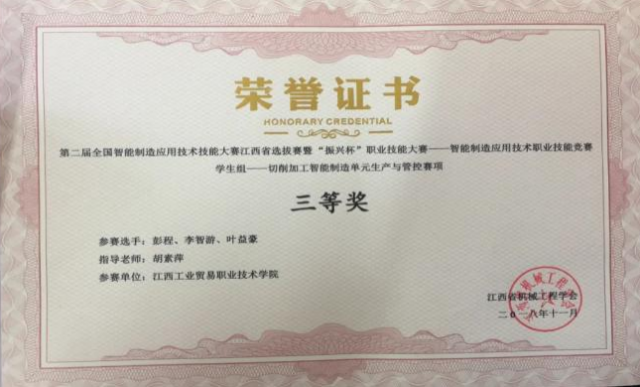 荣誉证书
HONORARY CREDENTIAL
第二届全国智能制造应用技术技能大赛江西省选拔赛暨“振兴杯”职业技能大赛——智能制造应用技术职业技能竞赛
学生组——切削加工智能制造单元生产与管控赛项
三等奖
参赛选手：彭程、李智游、叶益豪
指导老师：胡素萍
参赛单位：江西工业贸易职业技术学院
江西省机械工程学会
二〇一八年十一月